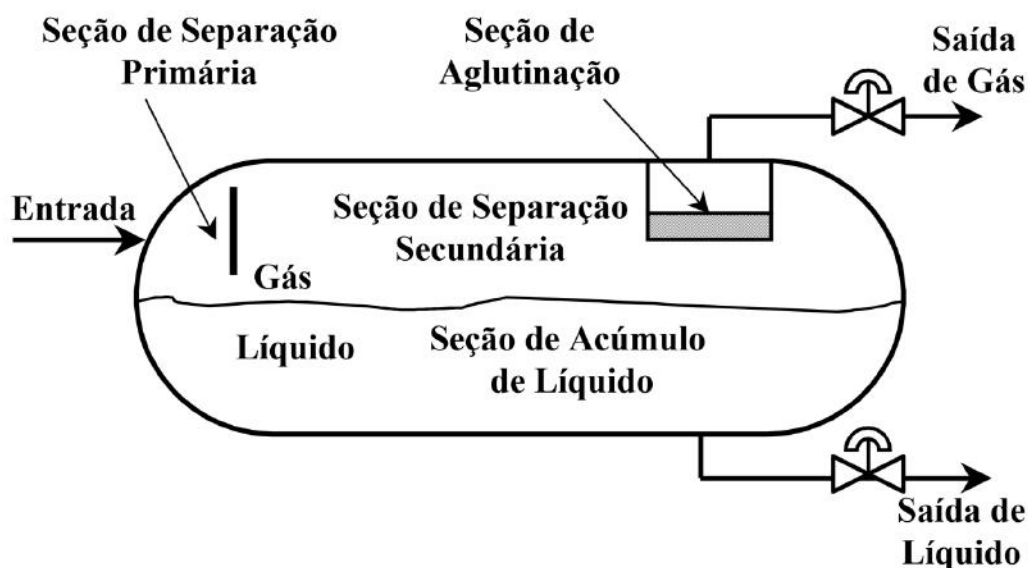 Seção de Separação
Primária
Seção de
Aglutinação
Saída
de Gás
Entrada
Seção de Separação
Secundária
Gás
Líquido
Seção de Acúmulo
de Líquido
Saída de
Líquido